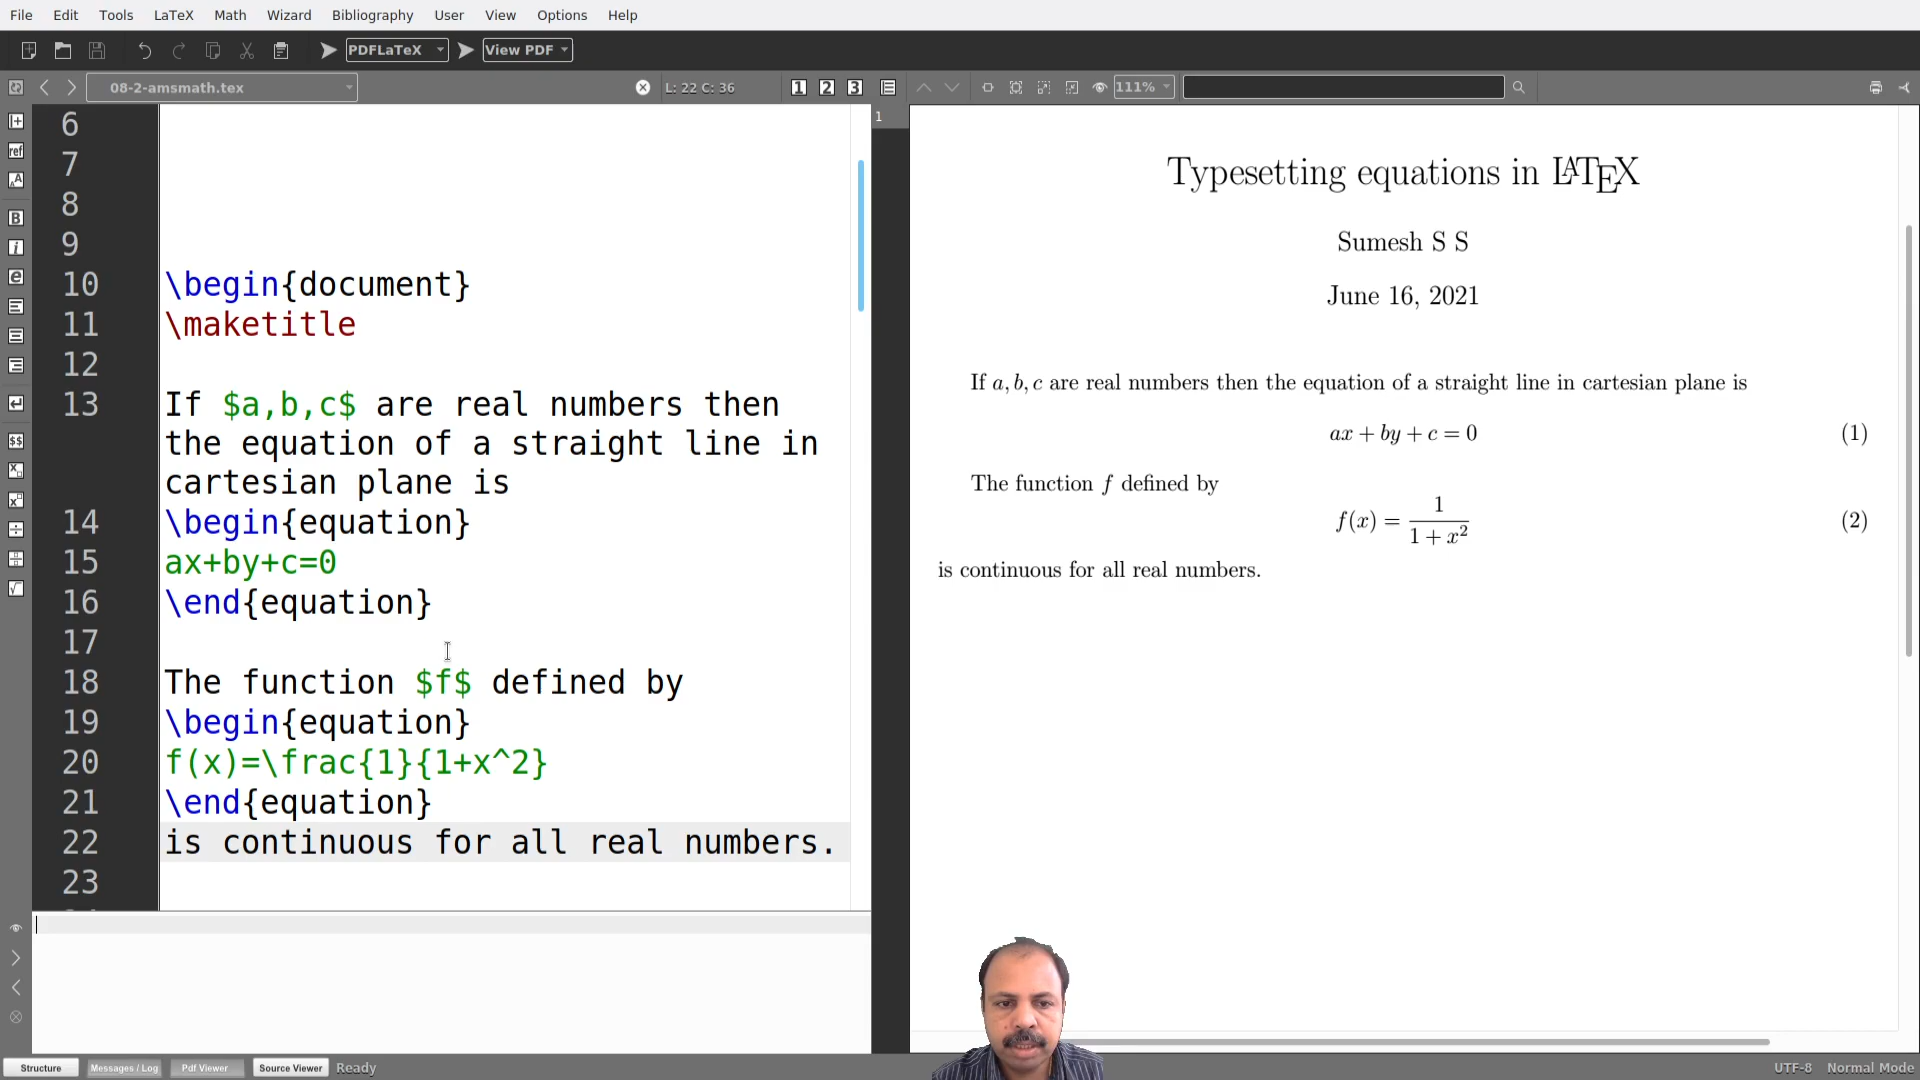 File Edit Tools LaTeX Math Wizard Bibliography User View Options Help
PDFLaTeX View PDF
08-2-amsmath.tex L: 22 C: 36 1 2 3 111%
6
7
8
9
10 \begin{document}
11 \maketitle
12
13 If $a,b,c$ are real numbers then
the equation of a straight line in
cartesian plane is
14 \begin{equation}
15 ax+by+c=0
16 \end{equation}
17
18 The function $f$ defined by
19 \begin{equation}
20 f(x)=\frac{1}{1+x^2}
21 \end{equation}
22 is continuous for all real numbers.
23
1
Typesetting equations in LATEX
Sumesh S S
June 16, 2021
If a, b, c are real numbers then the equation of a straight line in cartesian plane is
ax + by + c = 0 (1)
The function f defined by
f(x) = 1 / (1 + x²) (2)
is continuous for all real numbers.
Structure Messages / Log Pdf Viewer Source Viewer Ready UTF-8 Normal Mode